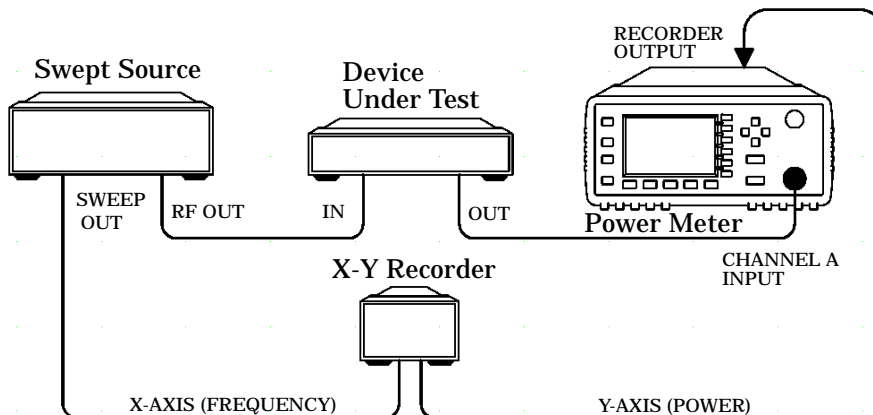 RECORDER
OUTPUT
Swept Source
Device
Under Test
SWEEP
OUT
RF OUT
IN
OUT
Power Meter
CHANNEL A
INPUT
X-Y Recorder
X-AXIS (FREQUENCY)
Y-AXIS (POWER)